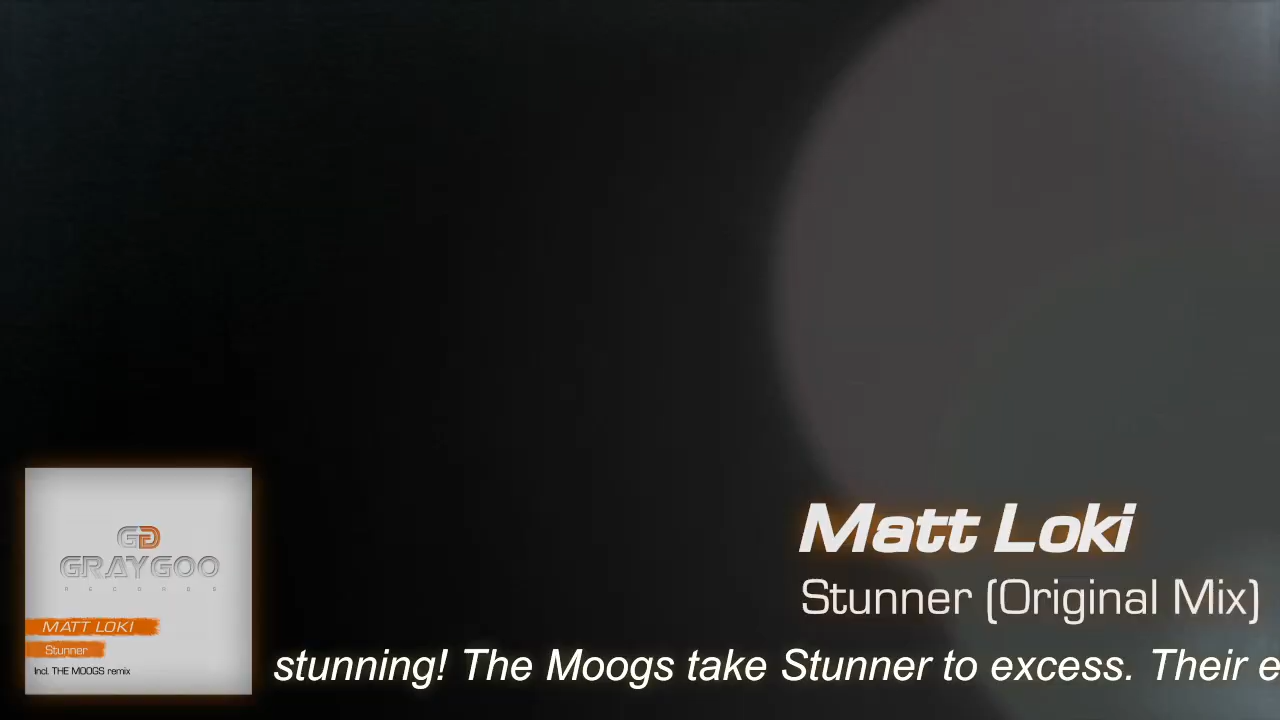 Matt Loki
Stunner (Original Mix)
stunning! The Moogs take Stunner to excess. Their e
GRAYGOO
RECORDS
MATT LOKI
Stunner
Incl. THE MOOGS remix